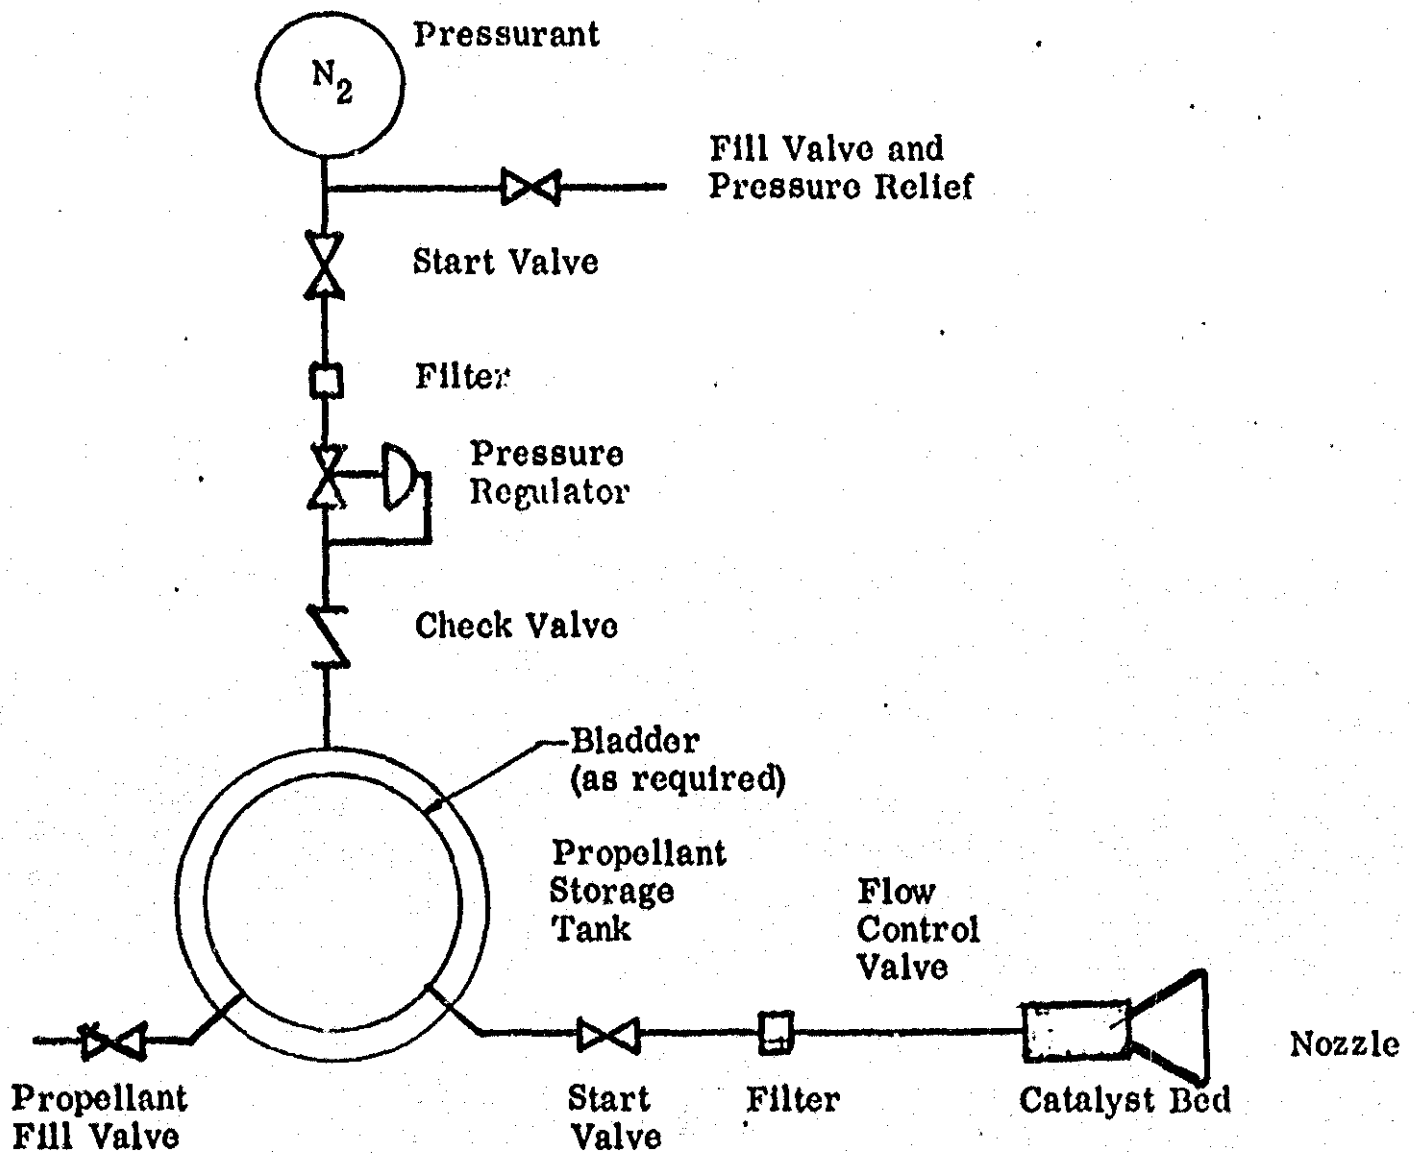 Pressurant
N2
Fill Valve and
Pressure Relief
Start Valve
Filter
Pressure
Regulator
Check Valve
Bladder
(as required)
Propellant
Storage
Tank
Flow
Control
Valve
Nozzle
Propellant
Fill Valve
Start
Valve
Filter
Catalyst Bed